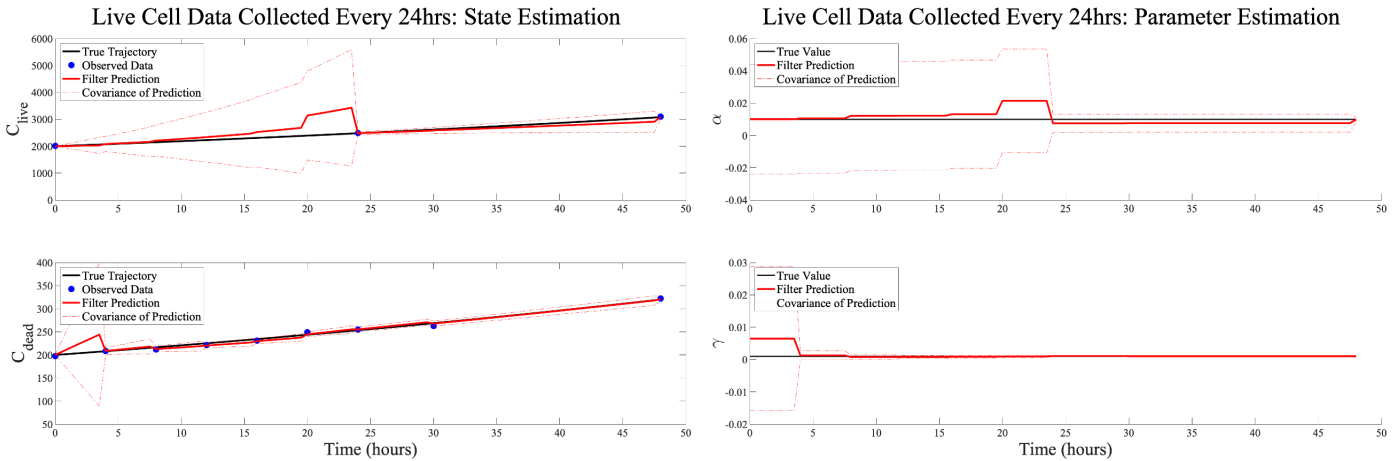 Live Cell Data Collected Every 24hrs: State Estimation
6000
5000
4000
3000
2000
1000
0
C_live
True Trajectory
Observed Data
Filter Prediction
Covariance of Prediction
0 5 10 15 20 25 30 35 40 45 50
400
350
300
250
200
150
100
50
C_dead
True Trajectory
Observed Data
Filter Prediction
Covariance of Prediction
0 5 10 15 20 25 30 35 40 45 50
Time (hours)
Live Cell Data Collected Every 24hrs: Parameter Estimation
0.06
0.04
0.02
0
-0.02
-0.04
α
True Value
Filter Prediction
Covariance of Prediction
0 5 10 15 20 25 30 35 40 45 50
0.03
0.02
0.01
0
-0.01
-0.02
γ
True Value
Filter Prediction
Covariance of Prediction
0 5 10 15 20 25 30 35 40 45 50
Time (hours)